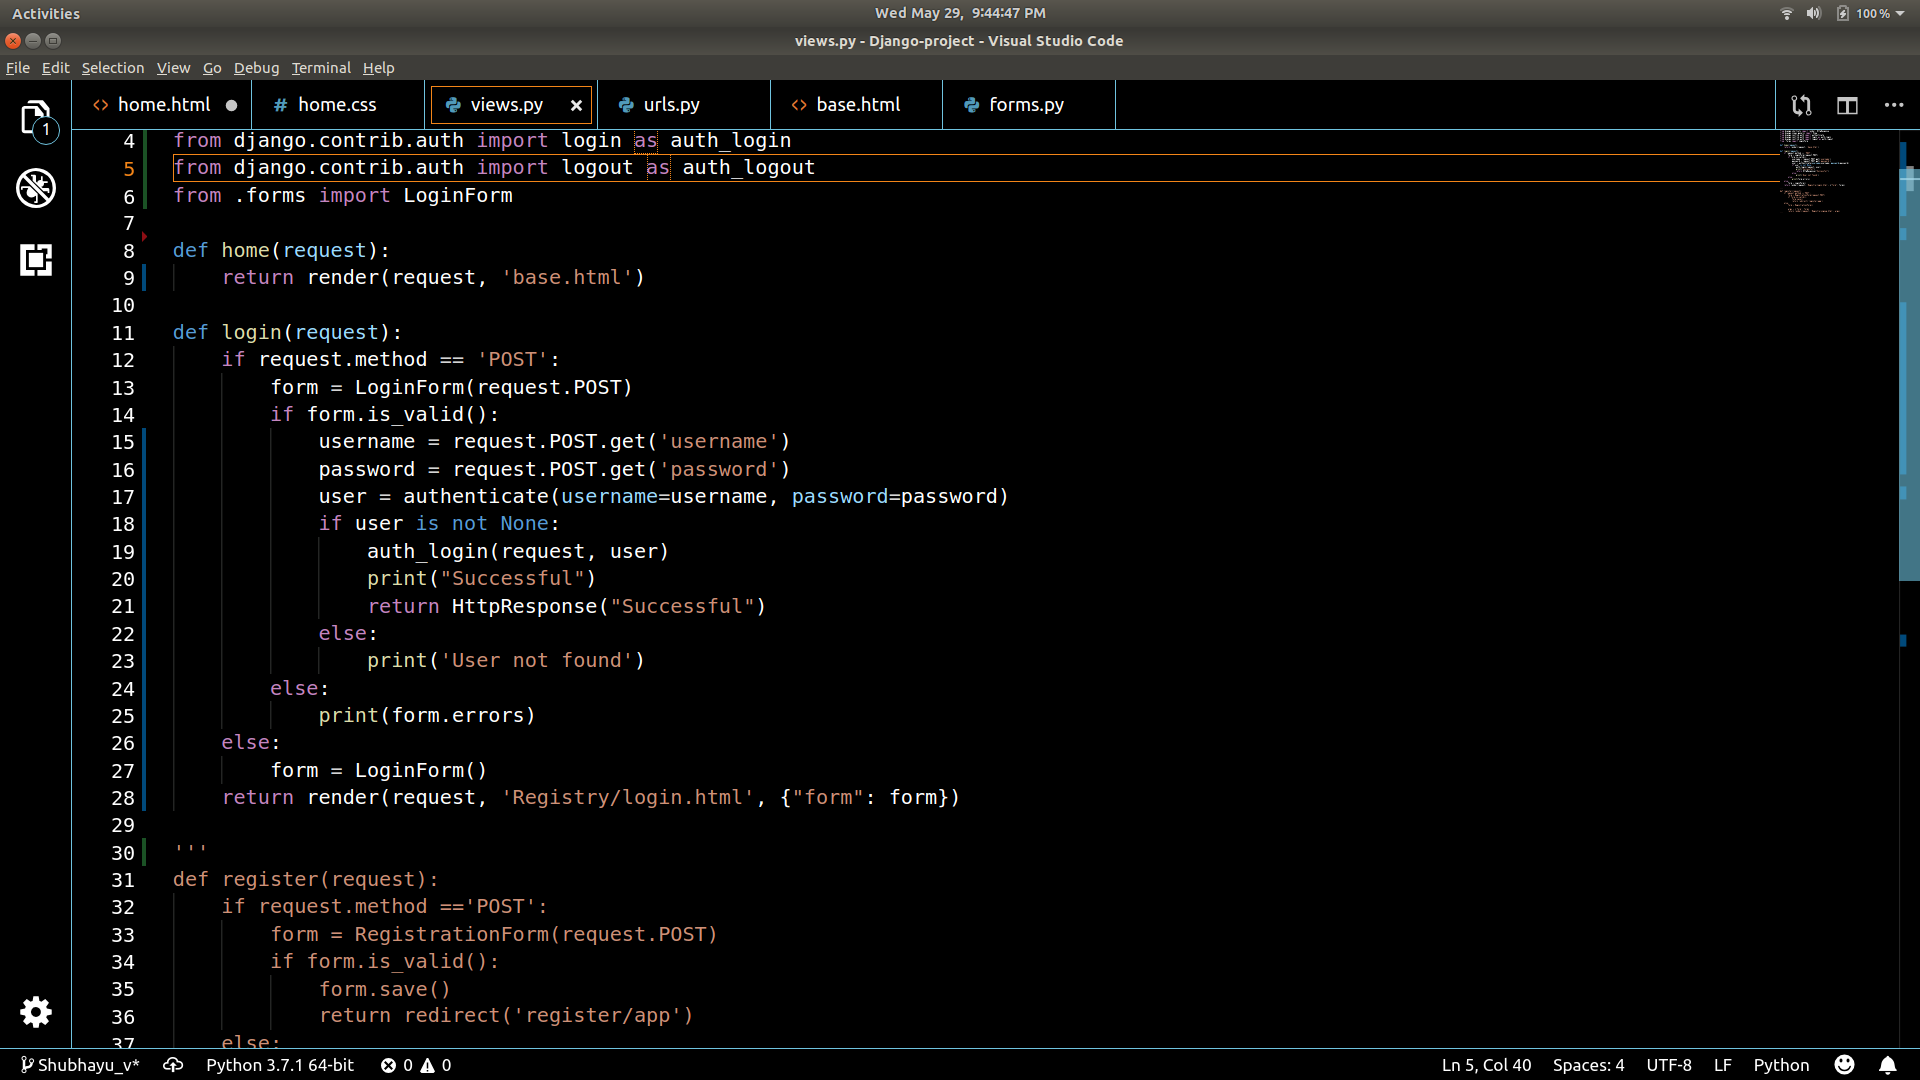 Activities
Wed May 29, 9:44:47 PM
100 %
views.py - Django-project - Visual Studio Code
File Edit Selection View Go Debug Terminal Help
1
<> home.html
# home.css
views.py ×
urls.py
<> base.html
forms.py
4 from django.contrib.auth import login as auth_login
5 from django.contrib.auth import logout as auth_logout
6 from .forms import LoginForm
7
8 def home(request):
9     return render(request, 'base.html')
10
11 def login(request):
12     if request.method == 'POST':
13         form = LoginForm(request.POST)
14         if form.is_valid():
15             username = request.POST.get('username')
16             password = request.POST.get('password')
17             user = authenticate(username=username, password=password)
18             if user is not None:
19                 auth_login(request, user)
20                 print("Successful")
21                 return HttpResponse("Successful")
22             else:
23                 print('User not found')
24         else:
25             print(form.errors)
26     else:
27         form = LoginForm()
28     return render(request, 'Registry/login.html', {"form": form})
29
30 '''
31 def register(request):
32     if request.method =='POST':
33         form = RegistrationForm(request.POST)
34         if form.is_valid():
35             form.save()
36             return redirect('register/app')
37     else:
Shubhayu_v* Python 3.7.1 64-bit 0 0 Ln 5, Col 40 Spaces: 4 UTF-8 LF Python